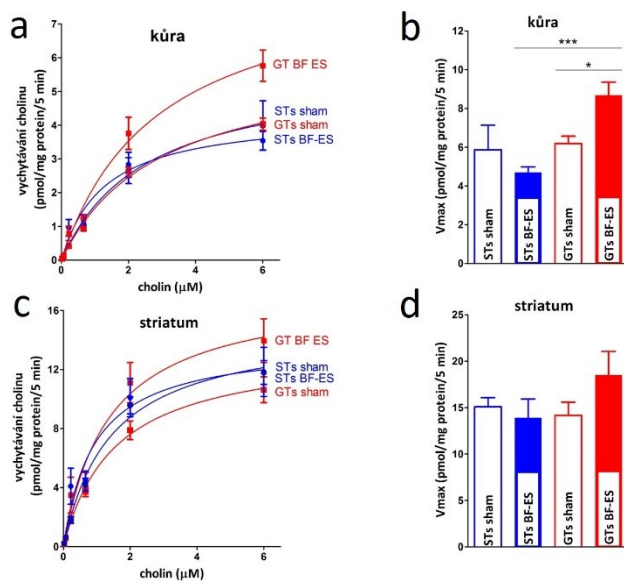 a
kůra
vychytávání cholinu
(pmol/mg protein/5 min)
7
6
5
4
3
2
1
0
0
2
4
6
cholin (µM)
GT BF ES
STs sham
GTs sham
STs BF-ES
b
kůra
***
*
Vmax (pmol/mg protein/5 min)
12
10
8
6
4
2
0
STs sham
STs BF-ES
GTs sham
GTs BF-ES
c
striatum
vychytávání cholinu
(pmol/mg protein/5 min)
16
12
8
4
0
0
2
4
6
cholin (µM)
GT BF ES
STs sham
STs BF-ES
GTs sham
d
striatum
Vmax (pmol/mg protein/5 min)
25
20
15
10
5
0
STs sham
STs BF-ES
GTs sham
GTs BF-ES